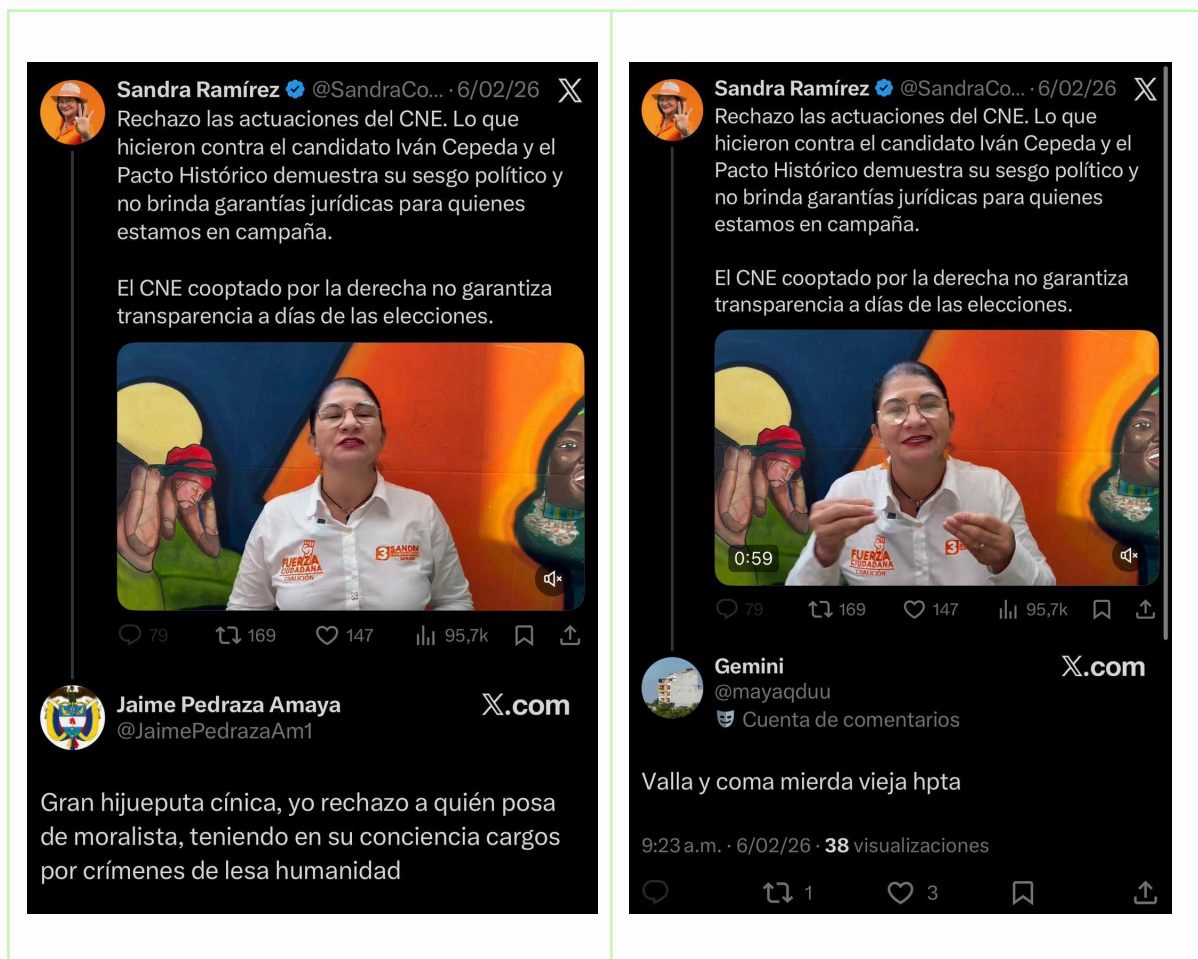 Sandra Ramírez @SandraCo... · 6/02/26
Rechazo las actuaciones del CNE. Lo que
hicieron contra el candidato Iván Cepeda y el
Pacto Histórico demuestra su sesgo político y
no brinda garantías jurídicas para quienes
estamos en campaña.
El CNE cooptado por la derecha no garantiza
transparencia a días de las elecciones.
FUERZA
CIUDADANA
COALICIÓN
3 SANDRA
79 169 147 95,7k
Jaime Pedraza Amaya
X.com
@JaimePedrazaAm1
Gran hijueputa cínica, yo rechazo a quién posa
de moralista, teniendo en su conciencia cargos
por crímenes de lesa humanidad
Sandra Ramírez @SandraCo... · 6/02/26
Rechazo las actuaciones del CNE. Lo que
hicieron contra el candidato Iván Cepeda y el
Pacto Histórico demuestra su sesgo político y
no brinda garantías jurídicas para quienes
estamos en campaña.
El CNE cooptado por la derecha no garantiza
transparencia a días de las elecciones.
FUERZA
CIUDADANA
COALICIÓN
3
0:59
79 169 147 95,7k
Gemini
X.com
@mayaqduu
Cuenta de comentarios
Valla y coma mierda vieja hpta
9:23 a.m. · 6/02/26 · 38 visualizaciones
1 3